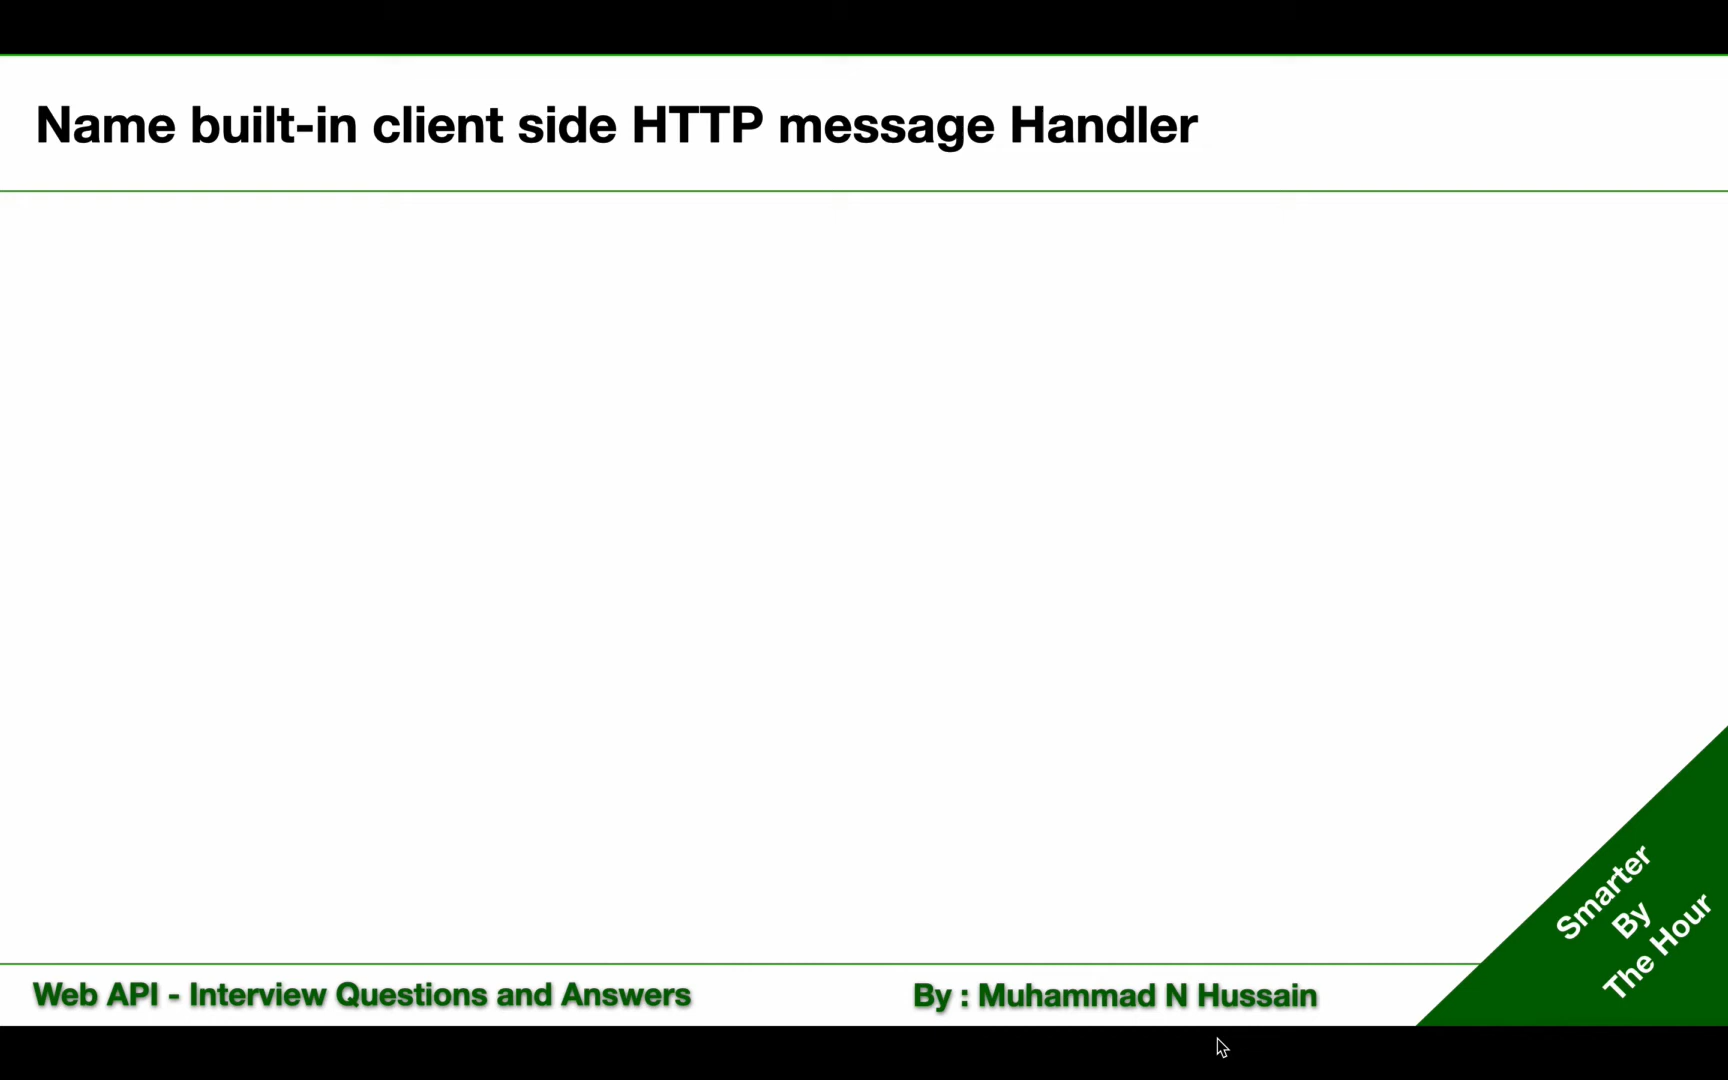 Name built-in client side HTTP message Handler
Smarter
By
The Hour
Web API - Interview Questions and Answers
By : Muhammad N Hussain